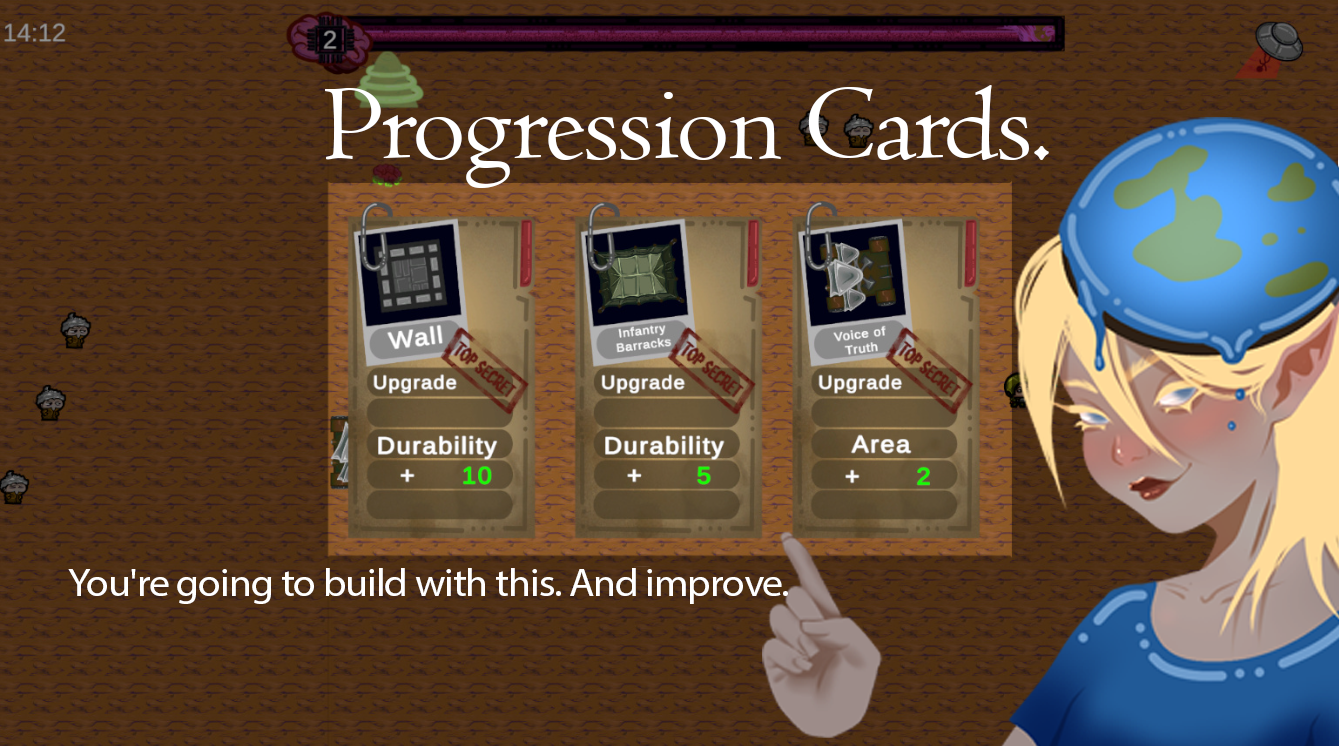 14:12
2
Progression Cards.
Wall
TOP SECRET
Upgrade
Durability
+ 10
Infantry
Barracks
TOP SECRET
Upgrade
Durability
+ 5
Voice of
Truth
TOP SECRET
Upgrade
Area
+ 2
You're going to build with this. And improve.